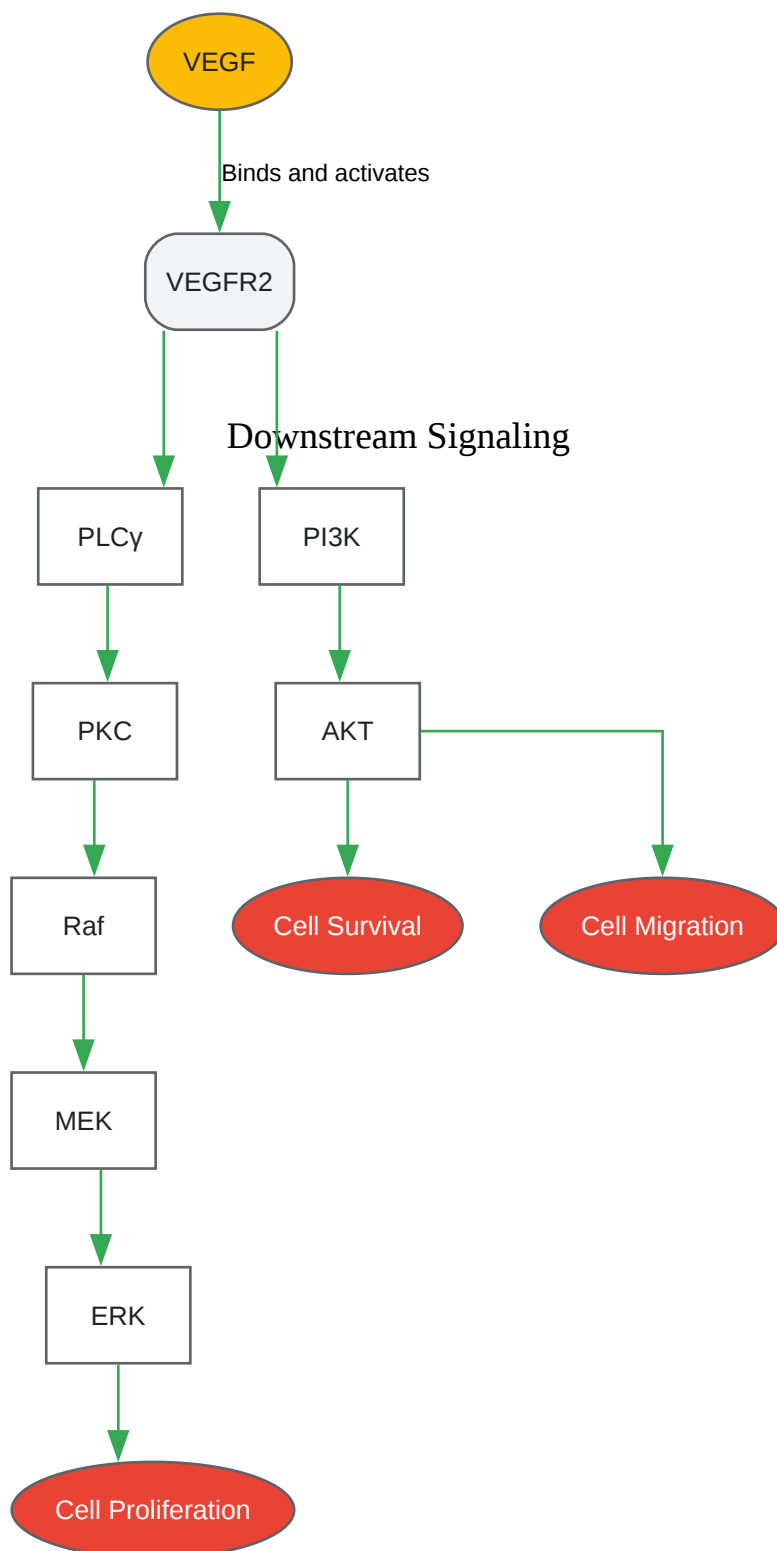 VEGF
Binds and activates
VEGFR2
Downstream Signaling
PLCγ
PI3K
PKC
AKT
Raf
Cell Survival
Cell Migration
MEK
ERK
Cell Proliferation